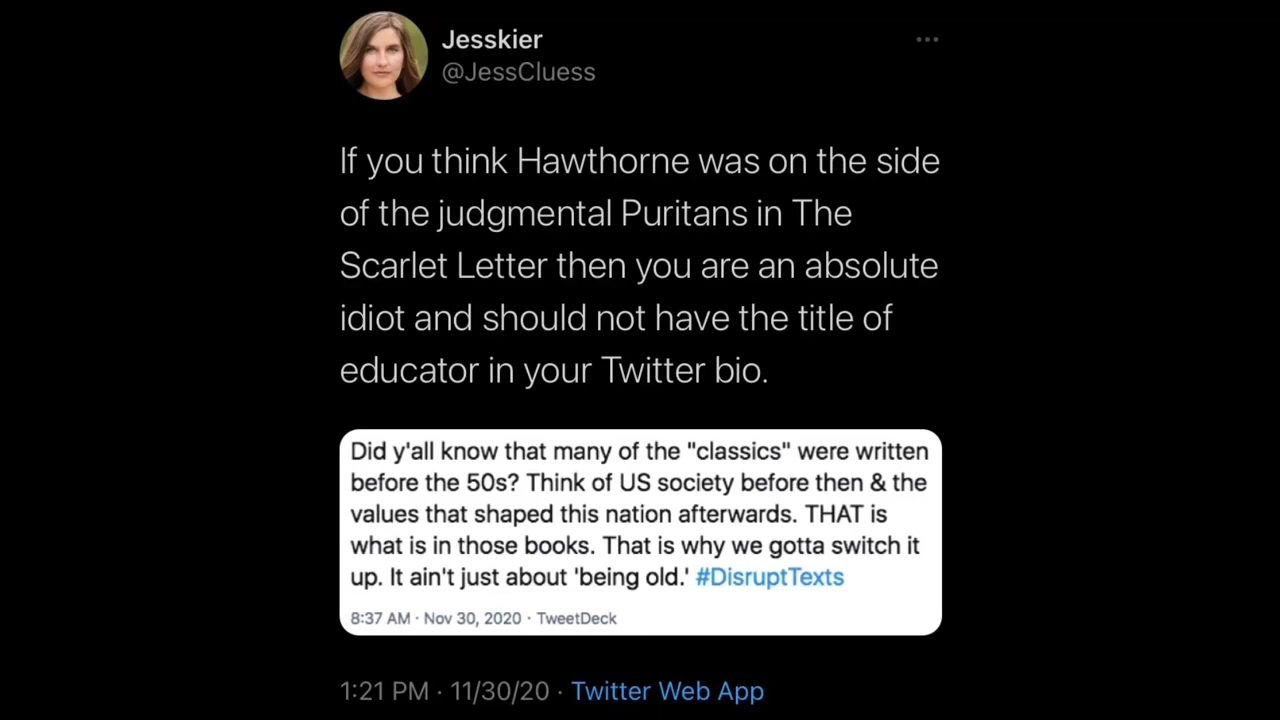 Jesskier
@JessCluess
If you think Hawthorne was on the side
of the judgmental Puritans in The
Scarlet Letter then you are an absolute
idiot and should not have the title of
educator in your Twitter bio.
Did y'all know that many of the "classics" were written
before the 50s? Think of US society before then & the
values that shaped this nation afterwards. THAT is
what is in those books. That is why we gotta switch it
up. It ain't just about 'being old.' #DisruptTexts
8:37 AM · Nov 30, 2020 · TweetDeck
1:21 PM · 11/30/20 · Twitter Web App